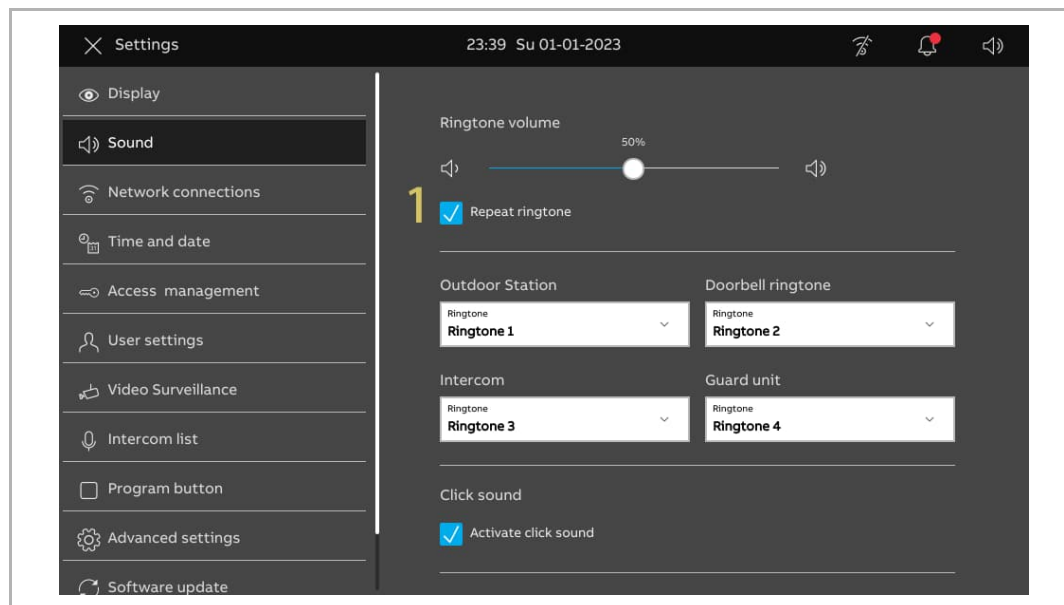 Settings
23:39 Su 01-01-2023
Display
Sound
Network connections
Time and date
Access management
User settings
Video Surveillance
Intercom list
Program button
Advanced settings
Software update
Ringtone volume
50%
1
Repeat ringtone
Outdoor Station
Doorbell ringtone
Ringtone
Ringtone 1
Ringtone
Ringtone 2
Intercom
Guard unit
Ringtone
Ringtone 3
Ringtone
Ringtone 4
Click sound
Activate click sound